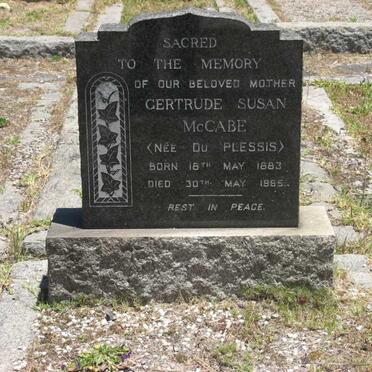 SACRED
TO THE MEMORY
OF OUR BELOVED MOTHER
GERTRUDE SUSAN
McCABE
(NÉE DU PLESSIS)
BORN 18TH MAY 1883
DIED 30TH MAY 1965.
REST IN PEACE.